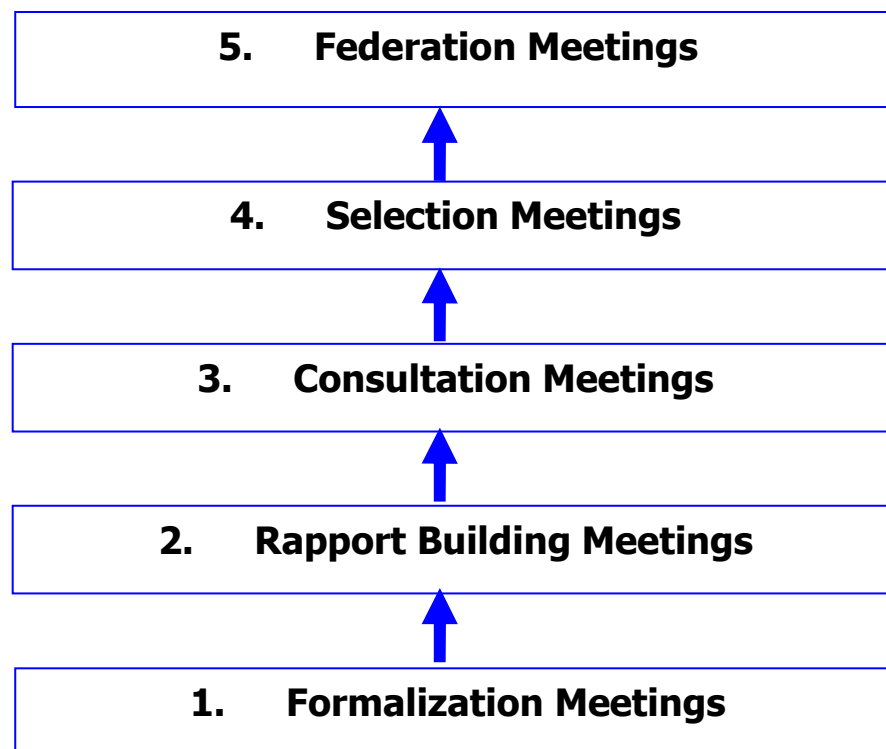 5. Federation Meetings
4. Selection Meetings
3. Consultation Meetings
2. Rapport Building Meetings
1. Formalization Meetings